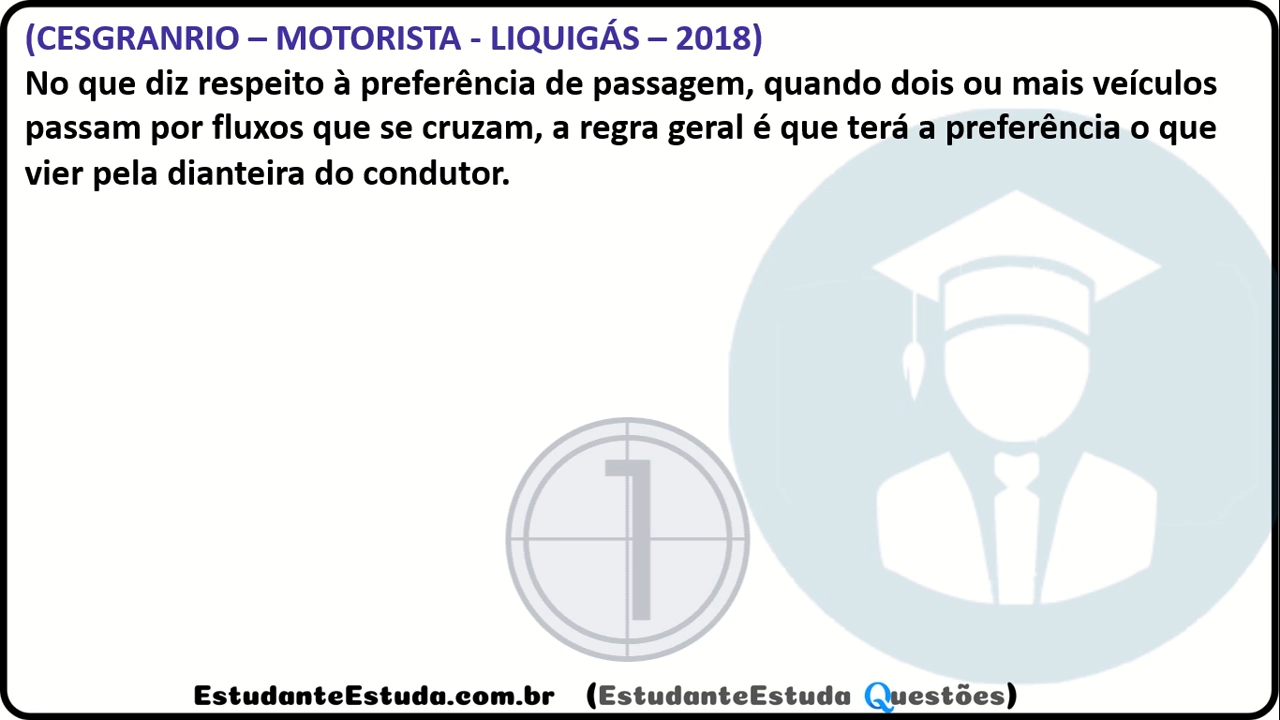 (CESGRANRIO – MOTORISTA - LIQUIGÁS – 2018)
No que diz respeito à preferência de passagem, quando dois ou mais veículos
passam por fluxos que se cruzam, a regra geral é que terá a preferência o que
vier pela dianteira do condutor.
1
EstudanteEstuda.com.br (EstudanteEstuda Questões)